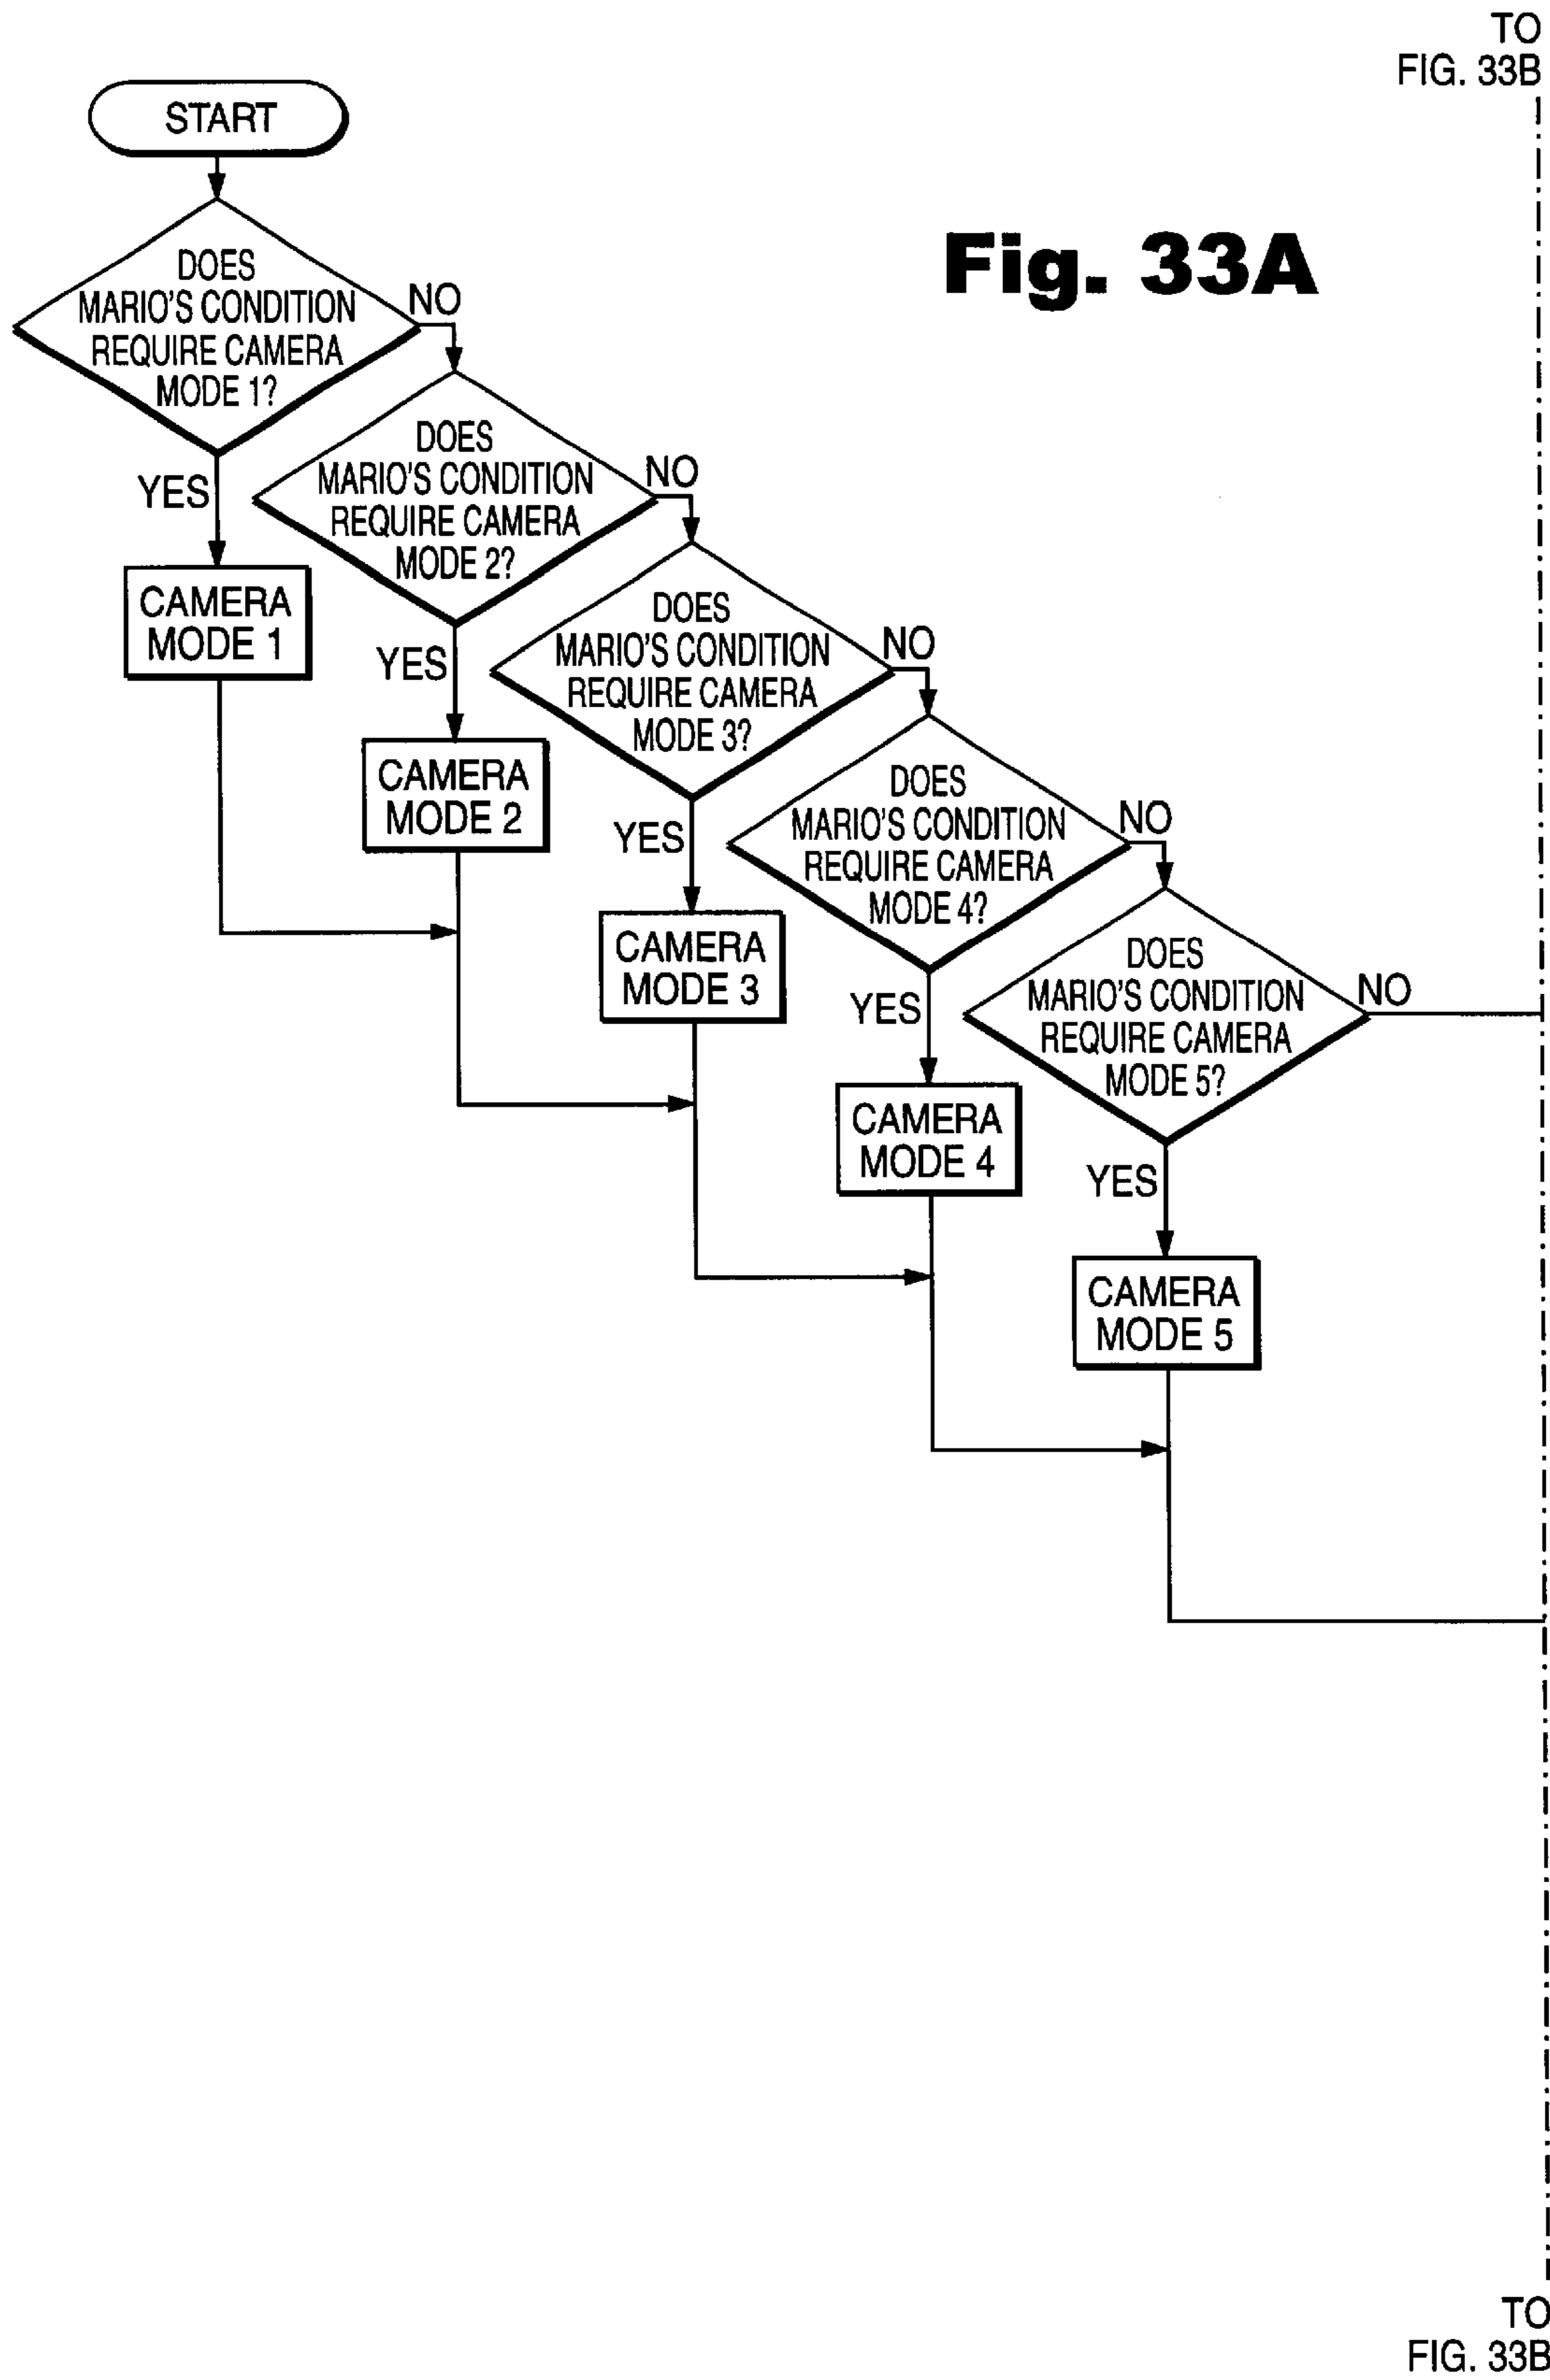 TO
FIG. 33B
START
Fig. 33A
DOES
MARIO'S CONDITION
REQUIRE CAMERA
MODE 1?
NO
YES
CAMERA
MODE 1
DOES
MARIO'S CONDITION
REQUIRE CAMERA
MODE 2?
NO
YES
CAMERA
MODE 2
DOES
MARIO'S CONDITION
REQUIRE CAMERA
MODE 3?
NO
YES
CAMERA
MODE 3
DOES
MARIO'S CONDITION
REQUIRE CAMERA
MODE 4?
NO
YES
CAMERA
MODE 4
DOES
MARIO'S CONDITION
REQUIRE CAMERA
MODE 5?
NO
YES
CAMERA
MODE 5
TO
FIG. 33B